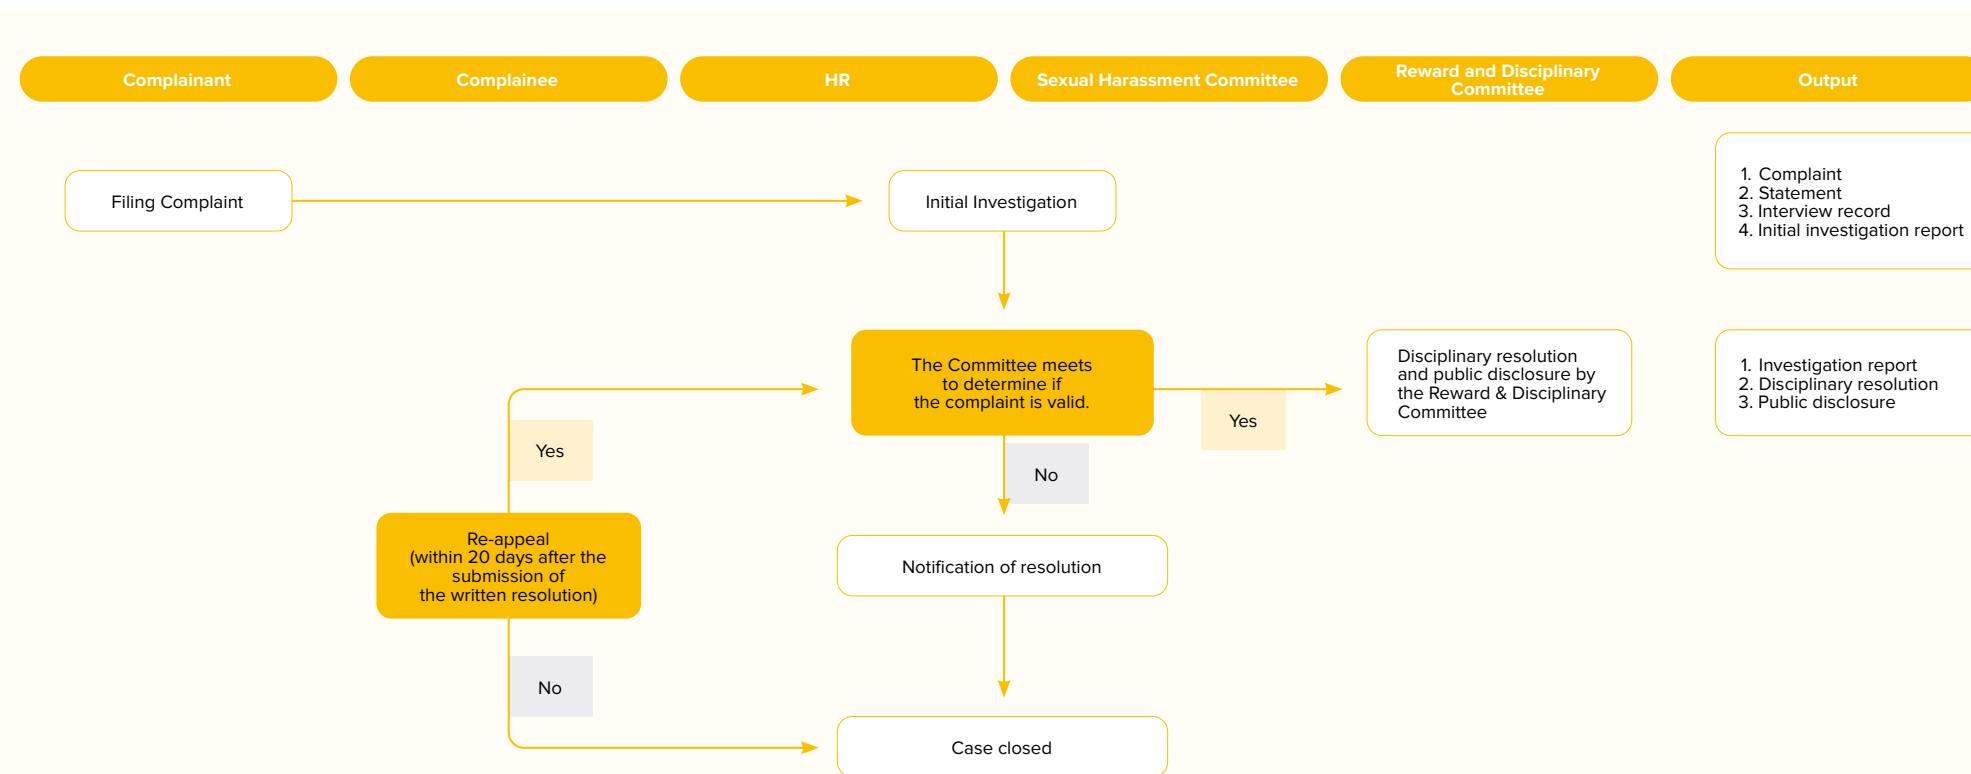 Complainant
Complainee
HR
Sexual Harassment Committee
Reward and Disciplinary
Committee
Output
Filing Complaint
Initial Investigation
1. Complaint
2. Statement
3. Interview record
4. Initial investigation report
The Committee meets
to determine if
the complaint is valid.
Yes
No
Disciplinary resolution
and public disclosure by
the Reward & Disciplinary
Committee
1. Investigation report
2. Disciplinary resolution
3. Public disclosure
Yes
Re-appeal
(within 20 days after the
submission of
the written resolution)
No
Notification of resolution
Case closed